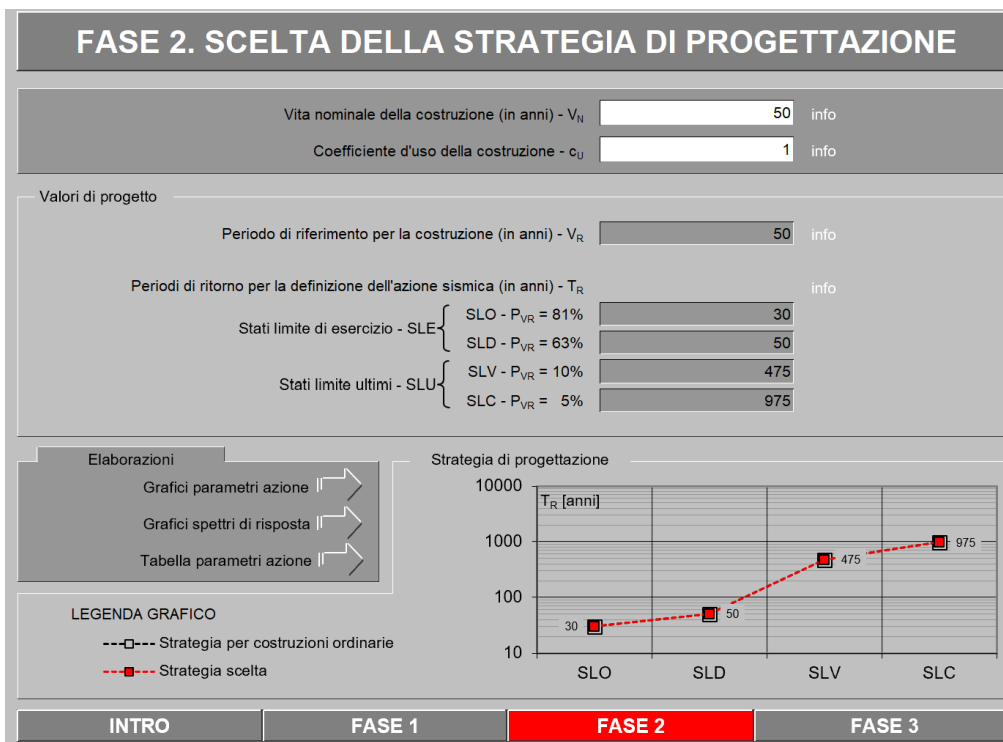 FASE 2. SCELTA DELLA STRATEGIA DI PROGETTAZIONE
Vita nominale della costruzione (in anni) - VN 50 info
Coefficiente d'uso della costruzione - cU 1 info
Valori di progetto
Periodo di riferimento per la costruzione (in anni) - VR 50 info
Periodi di ritorno per la definizione dell'azione sismica (in anni) - TR info
Stati limite di esercizio - SLE
SLO - PVR = 81% 30
SLD - PVR = 63% 50
Stati limite ultimi - SLU
SLV - PVR = 10% 475
SLC - PVR = 5% 975
Elaborazioni
Grafici parametri azione
Grafici spettri di risposta
Tabella parametri azione
LEGENDA GRAFICO
Strategia per costruzioni ordinarie
Strategia scelta
Strategia di progettazione
TR [anni]
10000
1000
100
10
30
50
475
975
SLO SLD SLV SLC
INTRO FASE 1 FASE 2 FASE 3